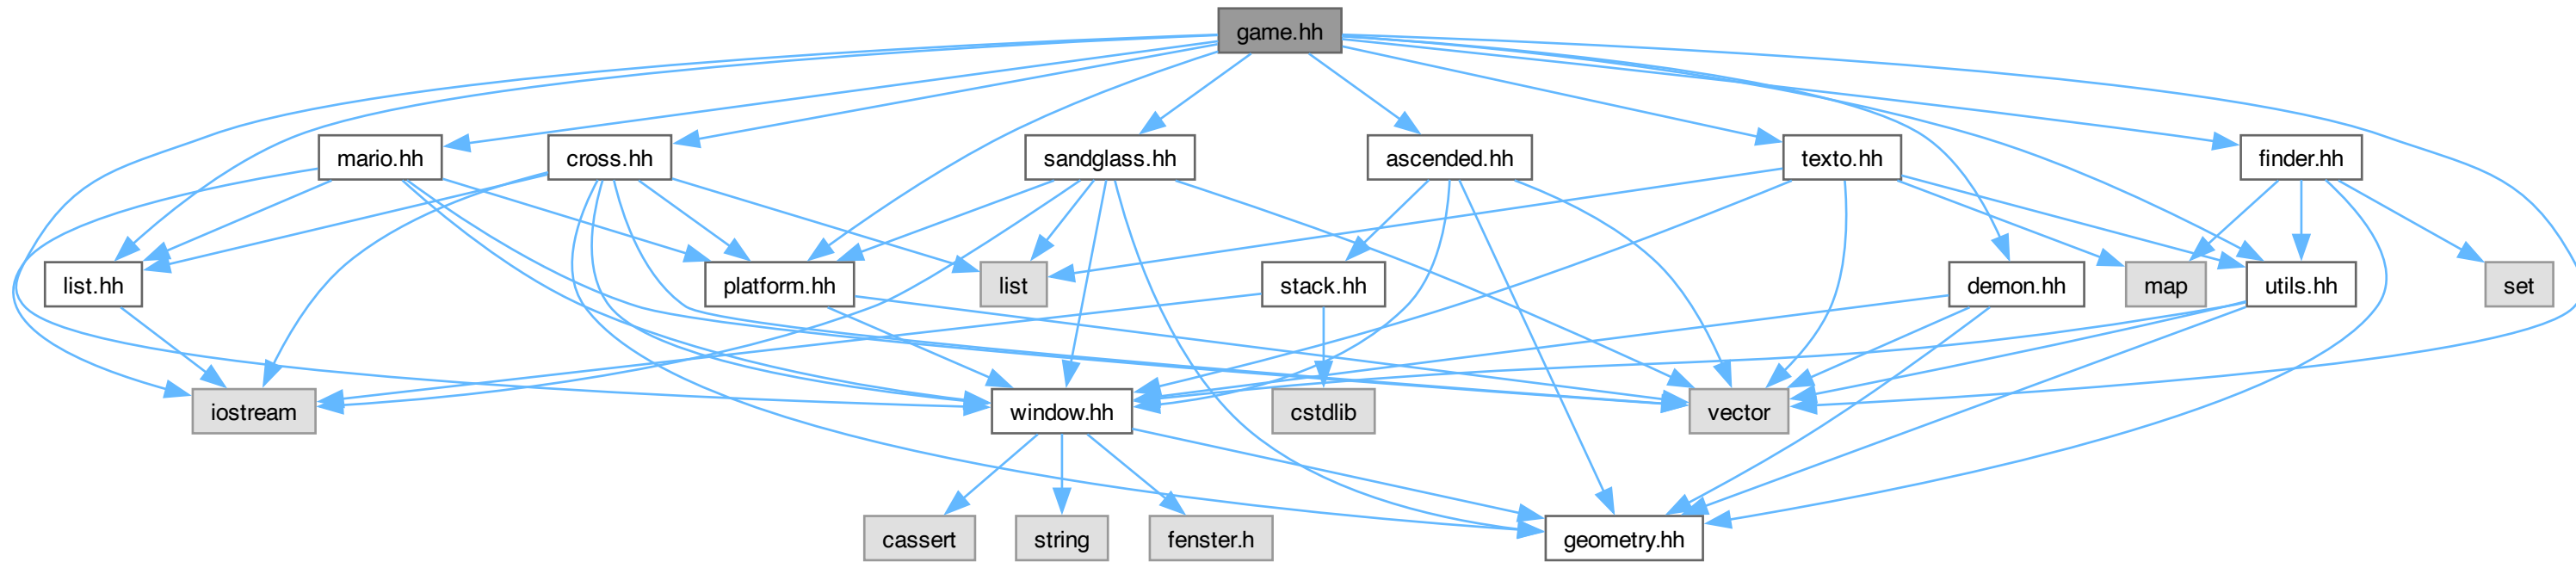 game.hh
mario.hh
cross.hh
sandglass.hh
ascended.hh
texto.hh
finder.hh
list.hh
platform.hh
list
stack.hh
demon.hh
map
utils.hh
set
iostream
window.hh
cstdlib
vector
cassert
string
fenster.h
geometry.hh